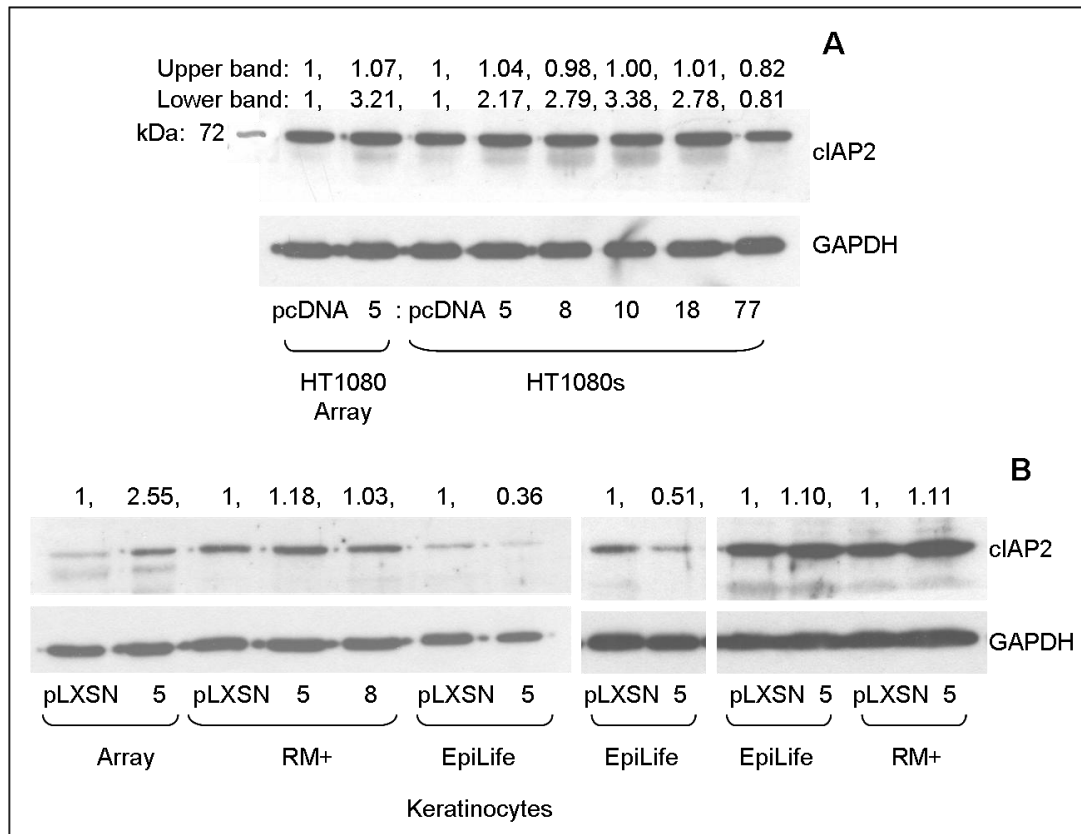 A
Upper band: 1, 1.07, 1, 1.04, 0.98, 1.00, 1.01, 0.82
Lower band: 1, 3.21, 1, 2.17, 2.79, 3.38, 2.78, 0.81
kDa: 72
cIAP2
GAPDH
pcDNA 5 : pcDNA 5 8 10 18 77
HT1080 HT1080s
Array
B
1, 2.55, 1, 1.18, 1.03, 1, 0.36 1, 0.51, 1, 1.10, 1, 1.11
cIAP2
GAPDH
pLXSN 5 pLXSN 5 8 pLXSN 5 pLXSN 5 pLXSN 5 pLXSN 5
Array RM+ EpiLife EpiLife EpiLife RM+
Keratinocytes